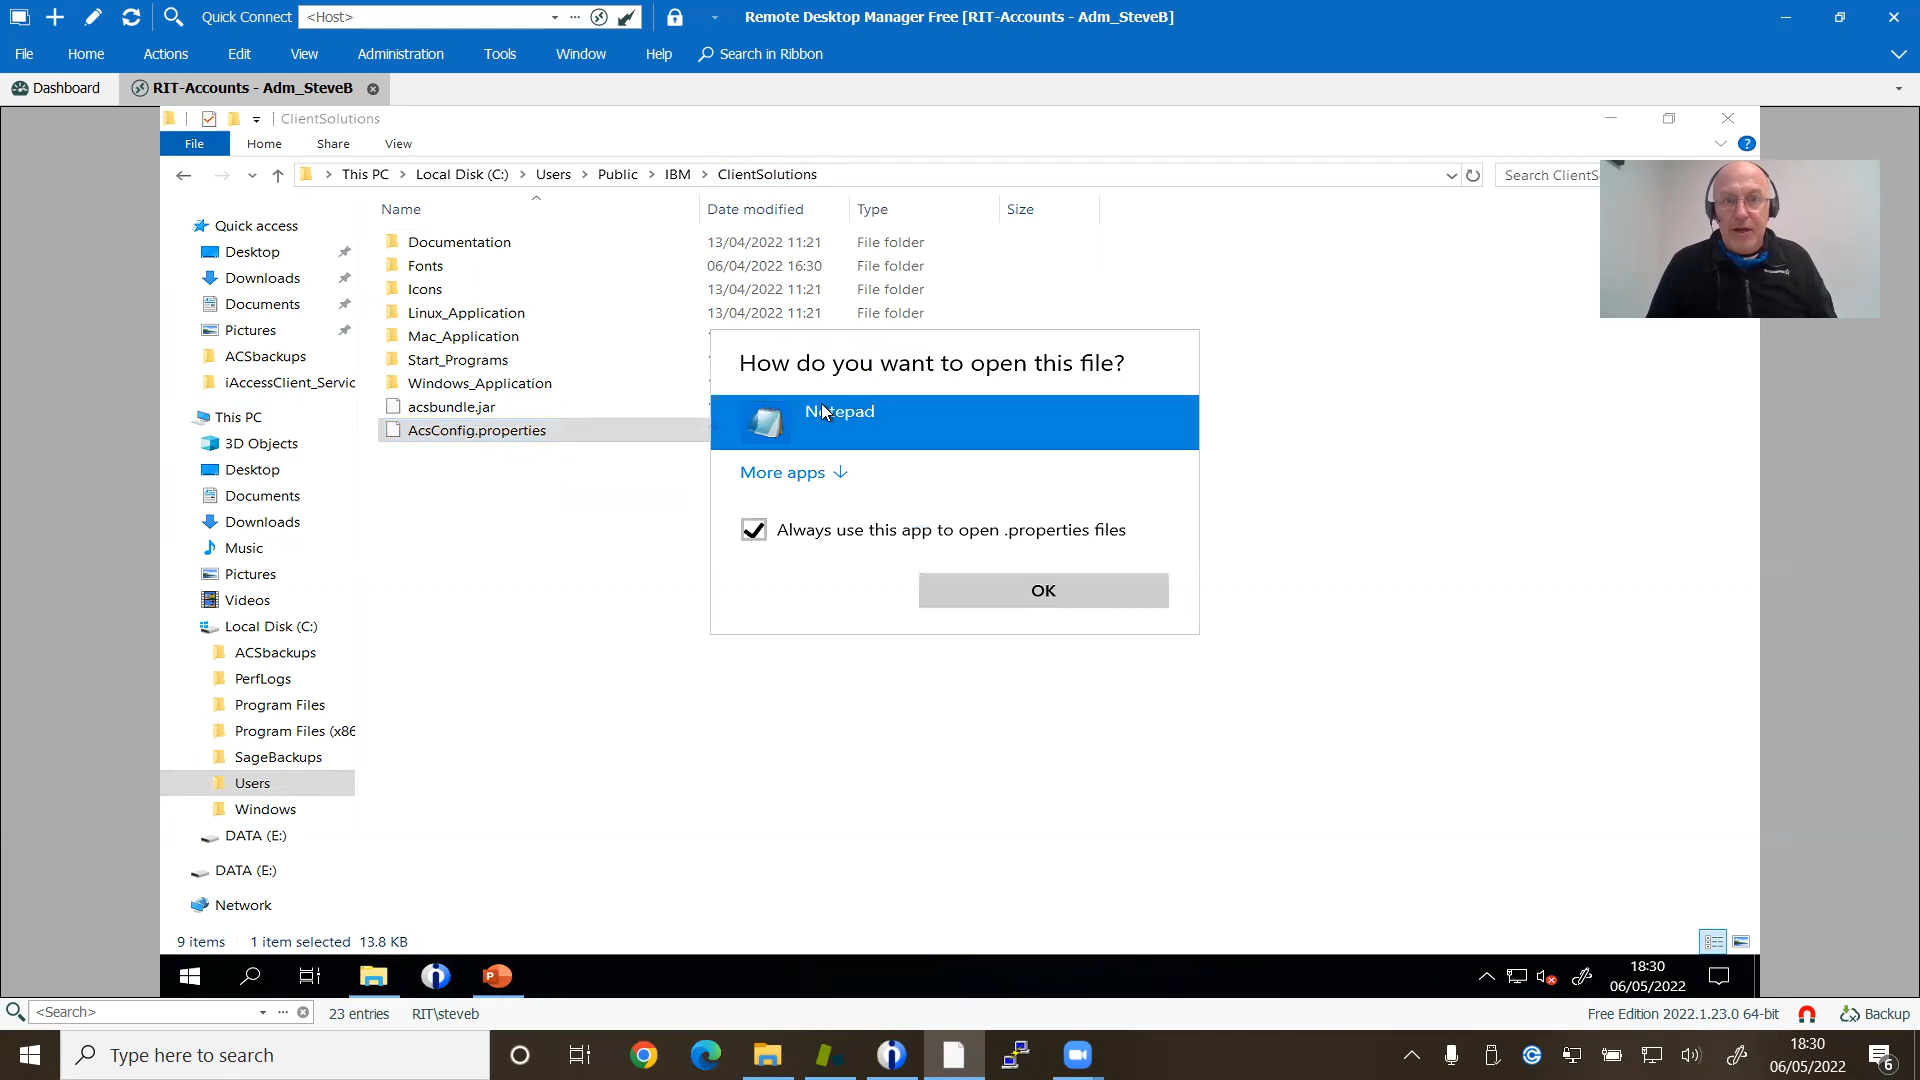 Quick Connect <Host>
Remote Desktop Manager Free [RIT-Accounts - Adm_SteveB]
File Home Actions Edit View Administration Tools Window Help Search in Ribbon
Dashboard RIT-Accounts - Adm_SteveB
ClientSolutions
File Home Share View
This PC > Local Disk (C:) > Users > Public > IBM > ClientSolutions
Search ClientS
Name Date modified Type Size
Quick access
Desktop
Downloads
Documents
Pictures
ACSbackups
iAccessClient_Servic
This PC
3D Objects
Desktop
Documents
Downloads
Music
Pictures
Videos
Local Disk (C:)
ACSbackups
PerfLogs
Program Files
Program Files (x86
SageBackups
Users
Windows
DATA (E:)
DATA (E:)
Network
Documentation 13/04/2022 11:21 File folder
Fonts 06/04/2022 16:30 File folder
Icons 13/04/2022 11:21 File folder
Linux_Application 13/04/2022 11:21 File folder
Mac_Application
Start_Programs
Windows_Application
acsbundle.jar
AcsConfig.properties
How do you want to open this file?
Notepad
More apps
Always use this app to open .properties files
OK
9 items 1 item selected 13.8 KB
18:30
06/05/2022
<Search> 23 entries RIT\steveb
Free Edition 2022.1.23.0 64-bit Backup
Type here to search
18:30
06/05/2022
6